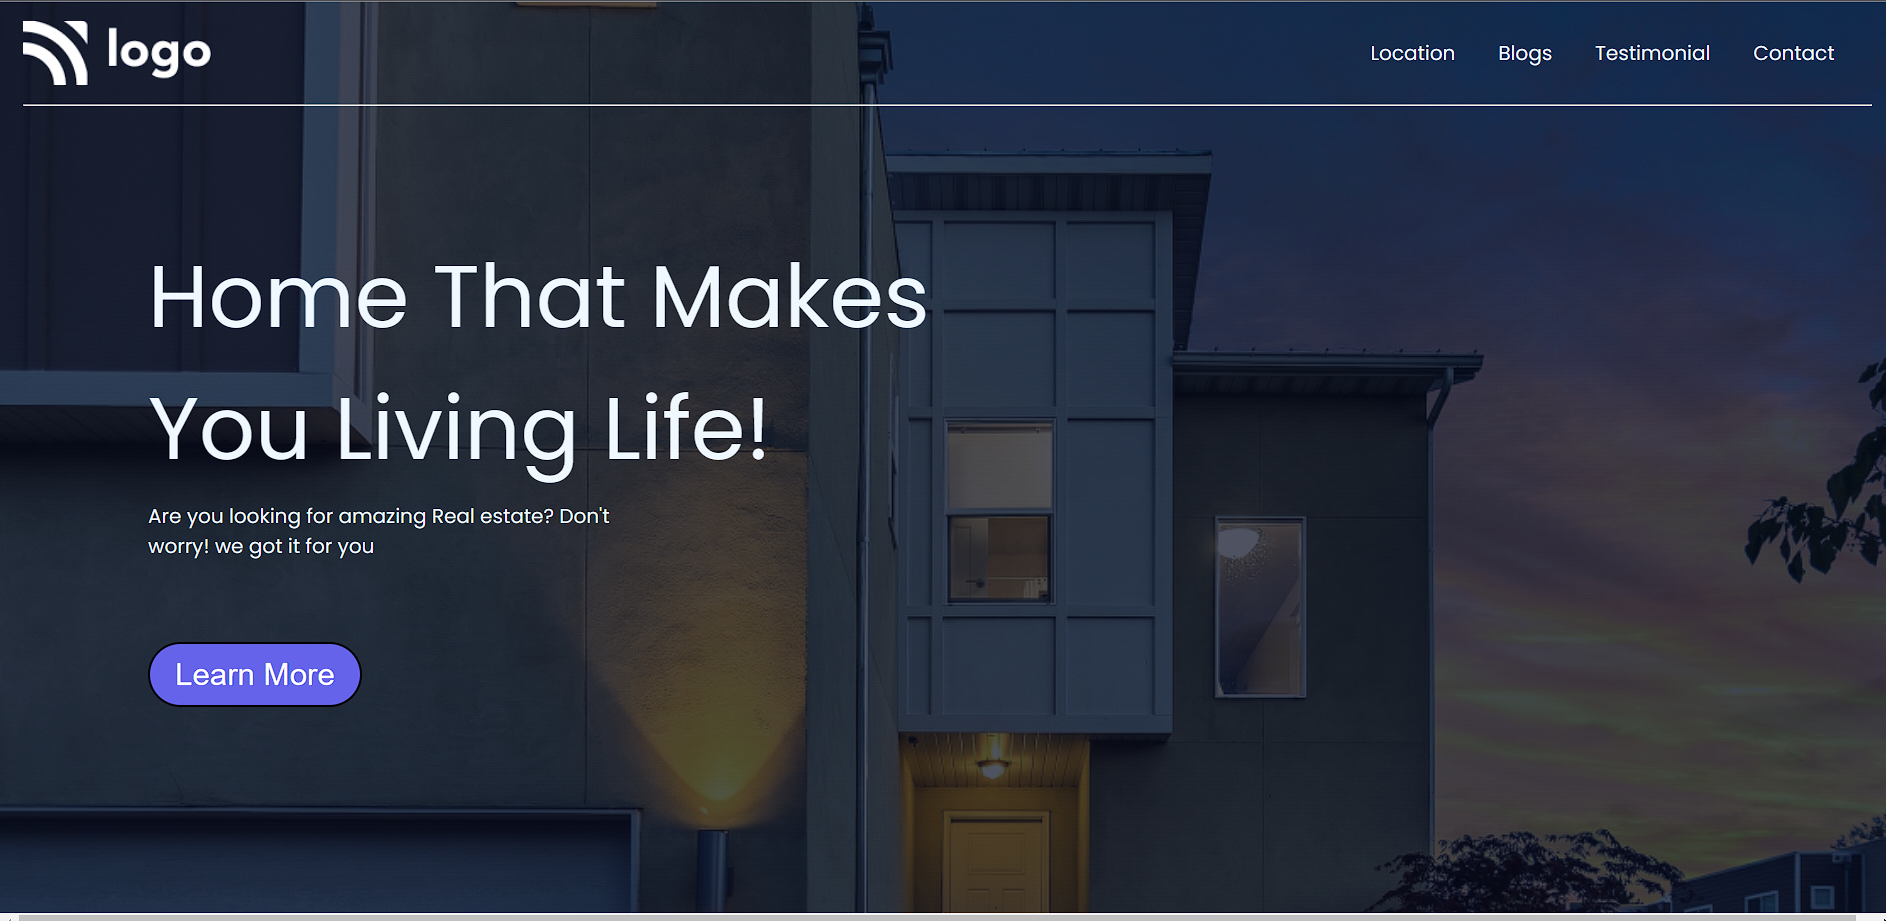 logo
Location Blogs Testimonial Contact
Home That Makes
You Living Life!
Are you looking for amazing Real estate? Don't
worry! we got it for you
Learn More